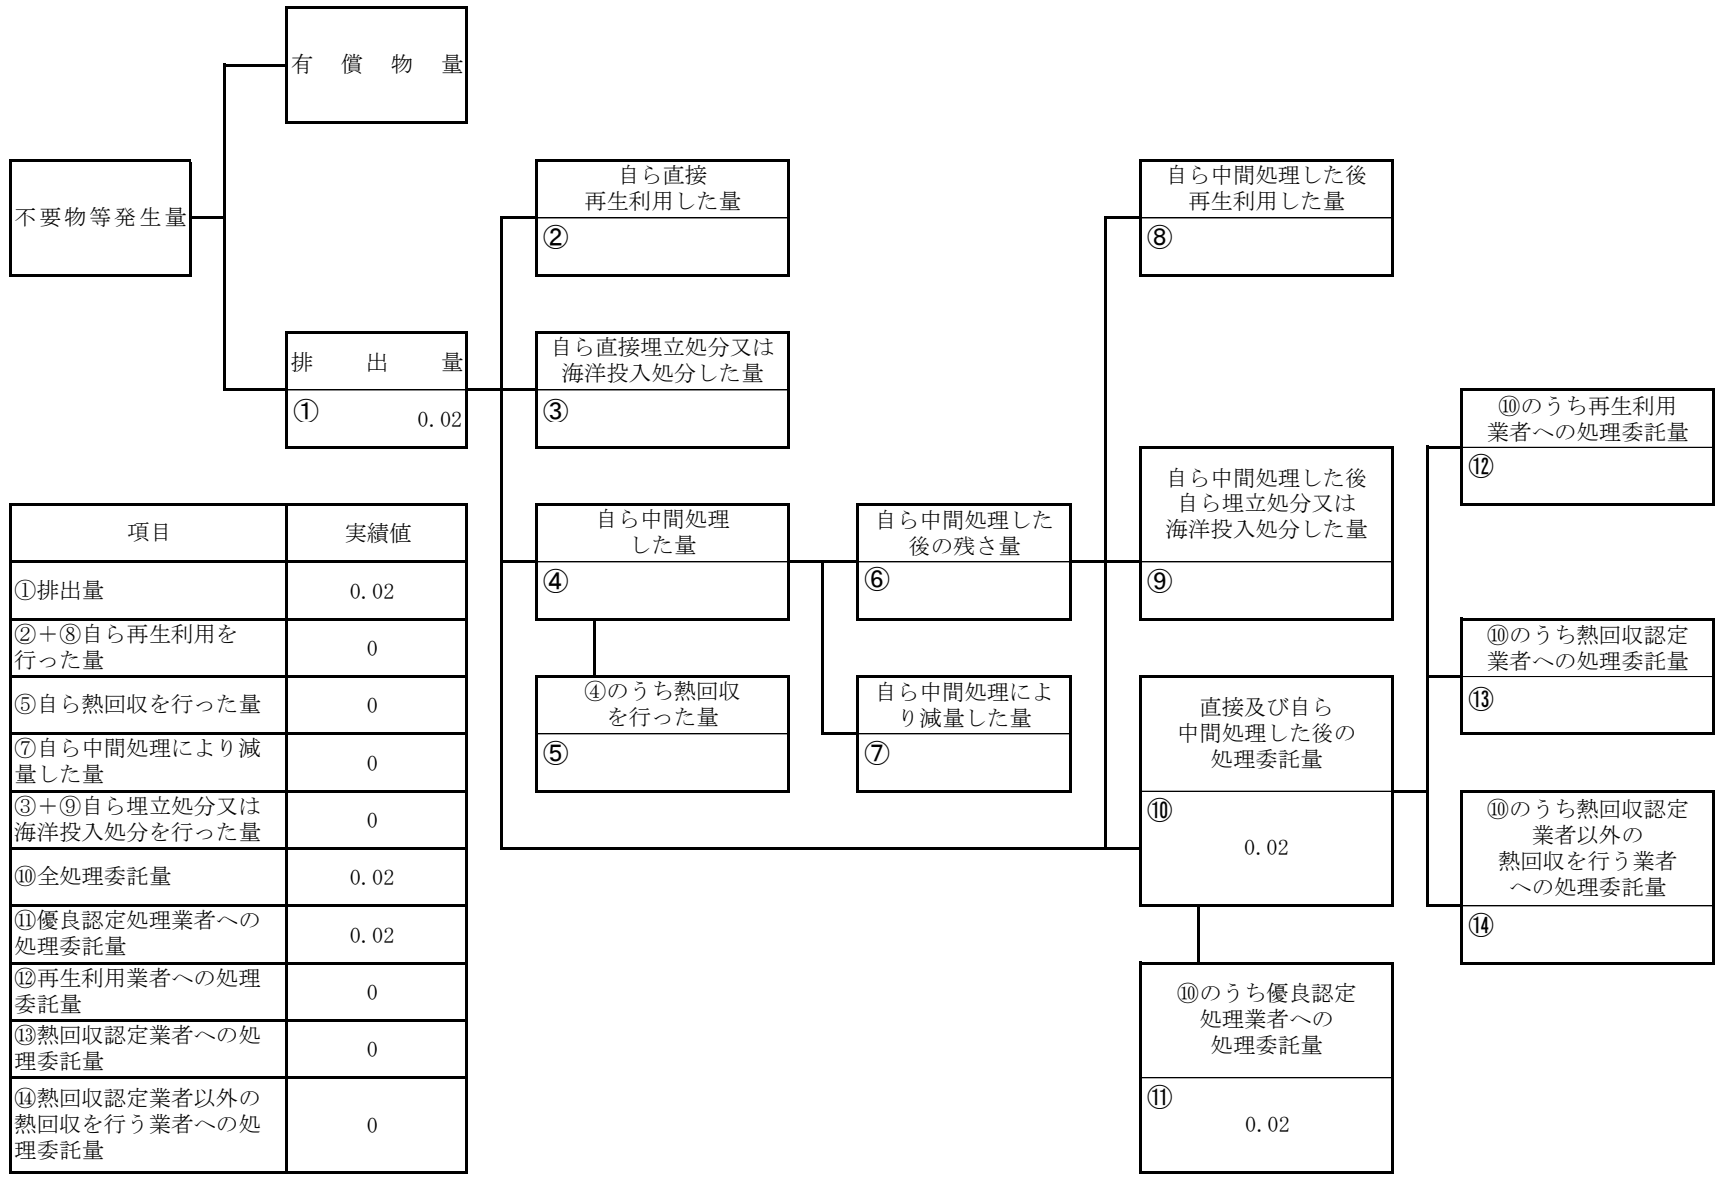 有償物量
不要物等発生量
排出量
① 0.02
自ら直接
再生利用した量
②
自ら直接埋立処分又は
海洋投入処分した量
③
自ら中間処理
した量
④
④のうち熱回収
を行った量
⑤
自ら中間処理した
後の残さ量
⑥
自ら中間処理によ
り減量した量
⑦
自ら中間処理した後
再生利用した量
⑧
自ら中間処理した後
自ら埋立処分又は
海洋投入処分した量
⑨
直接及び自ら
中間処理した後の
処理委託量
⑩
0.02
⑩のうち優良認定
処理業者への
処理委託量
⑪
0.02
⑩のうち再生利用
業者への処理委託量
⑫
⑩のうち熱回収認定
業者への処理委託量
⑬
⑩のうち熱回収認定
業者以外の
熱回収を行う業者
への処理委託量
⑭
項目 実績値
①排出量 0.02
②＋⑧自ら再生利用を
行った量 0
⑤自ら熱回収を行った量 0
⑦自ら中間処理により減
量した量 0
③＋⑨自ら埋立処分又は
海洋投入処分を行った量 0
⑩全処理委託量 0.02
⑪優良認定処理業者への
処理委託量 0.02
⑫再生利用業者への処理
委託量 0
⑬熱回収認定業者への処
理委託量 0
⑭熱回収認定業者以外の
熱回収を行う業者への処
理委託量 0